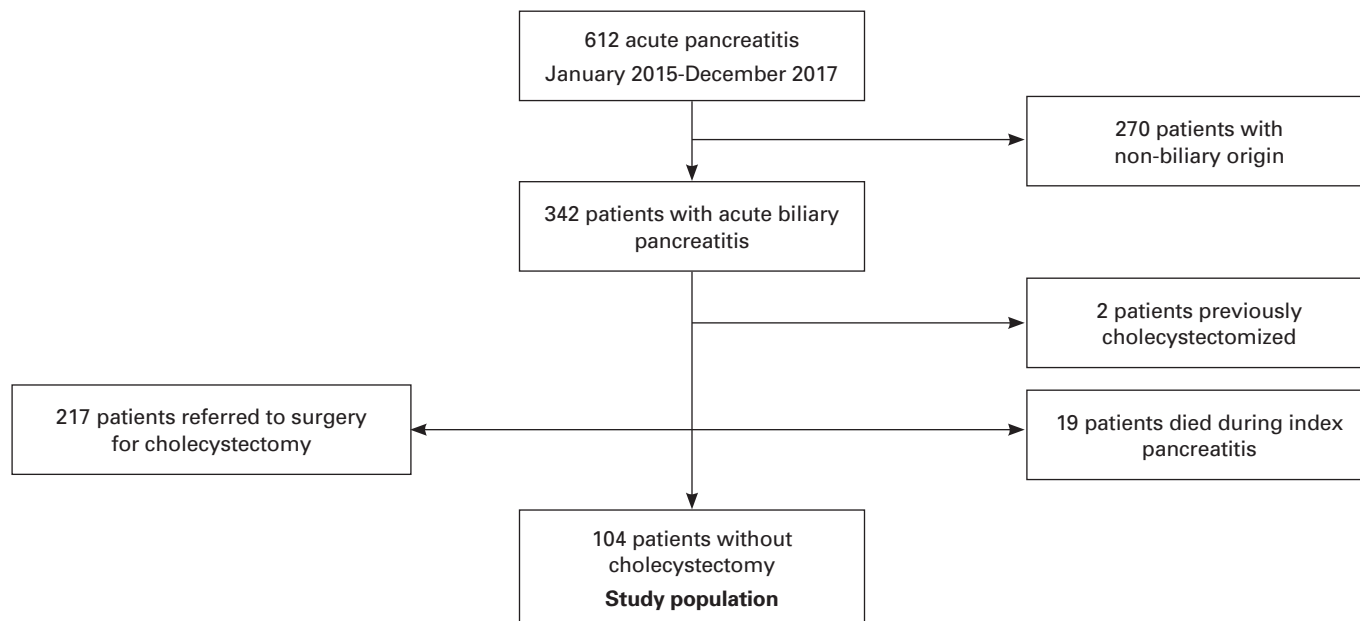 612 acute pancreatitis
January 2015-December 2017
270 patients with
non-biliary origin
342 patients with acute biliary
pancreatitis
2 patients previously
cholecystectomized
217 patients referred to surgery
for cholecystectomy
19 patients died during index
pancreatitis
104 patients without
cholecystectomy
Study population